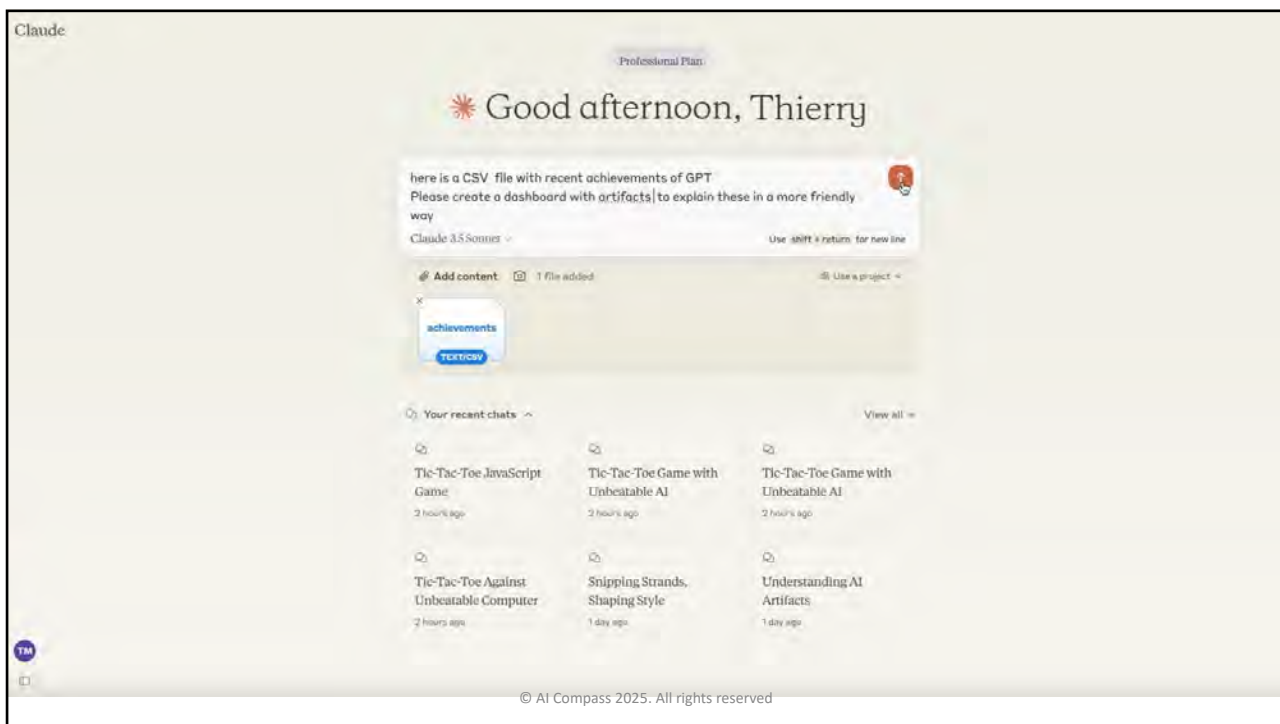 Claude
Professional Plan
Good afternoon, Thierry
here is a CSV file with recent achievements of GPT
Please create a dashboard with artifacts to explain these in a more friendly
way
Claude 3.5 Sonnet
Use shift + return for new line
Add content 1 file added Use a project
achievements
TEXT/CSV
Your recent chats View all
Tic-Tac-Toe JavaScript
Game
2 hours ago
Tic-Tac-Toe Game with
Unbeatable AI
2 hours ago
Tic-Tac-Toe Game with
Unbeatable AI
2 hours ago
Tic-Tac-Toe Against
Unbeatable Computer
2 hours ago
Snipping Strands,
Shaping Style
1 day ago
Understanding AI
Artifacts
1 day ago
TM
© AI Compass 2025. All rights reserved